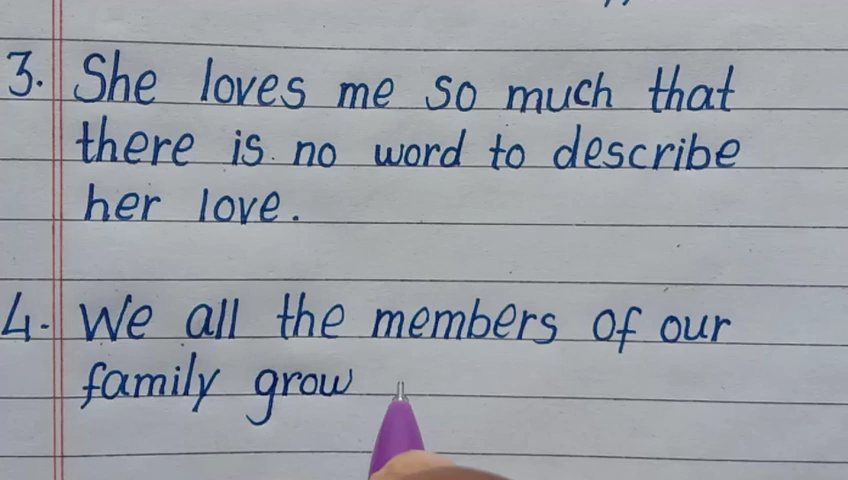 3. She loves me so much that
there is no word to describe
her love.
4. We all the members of our
family grow